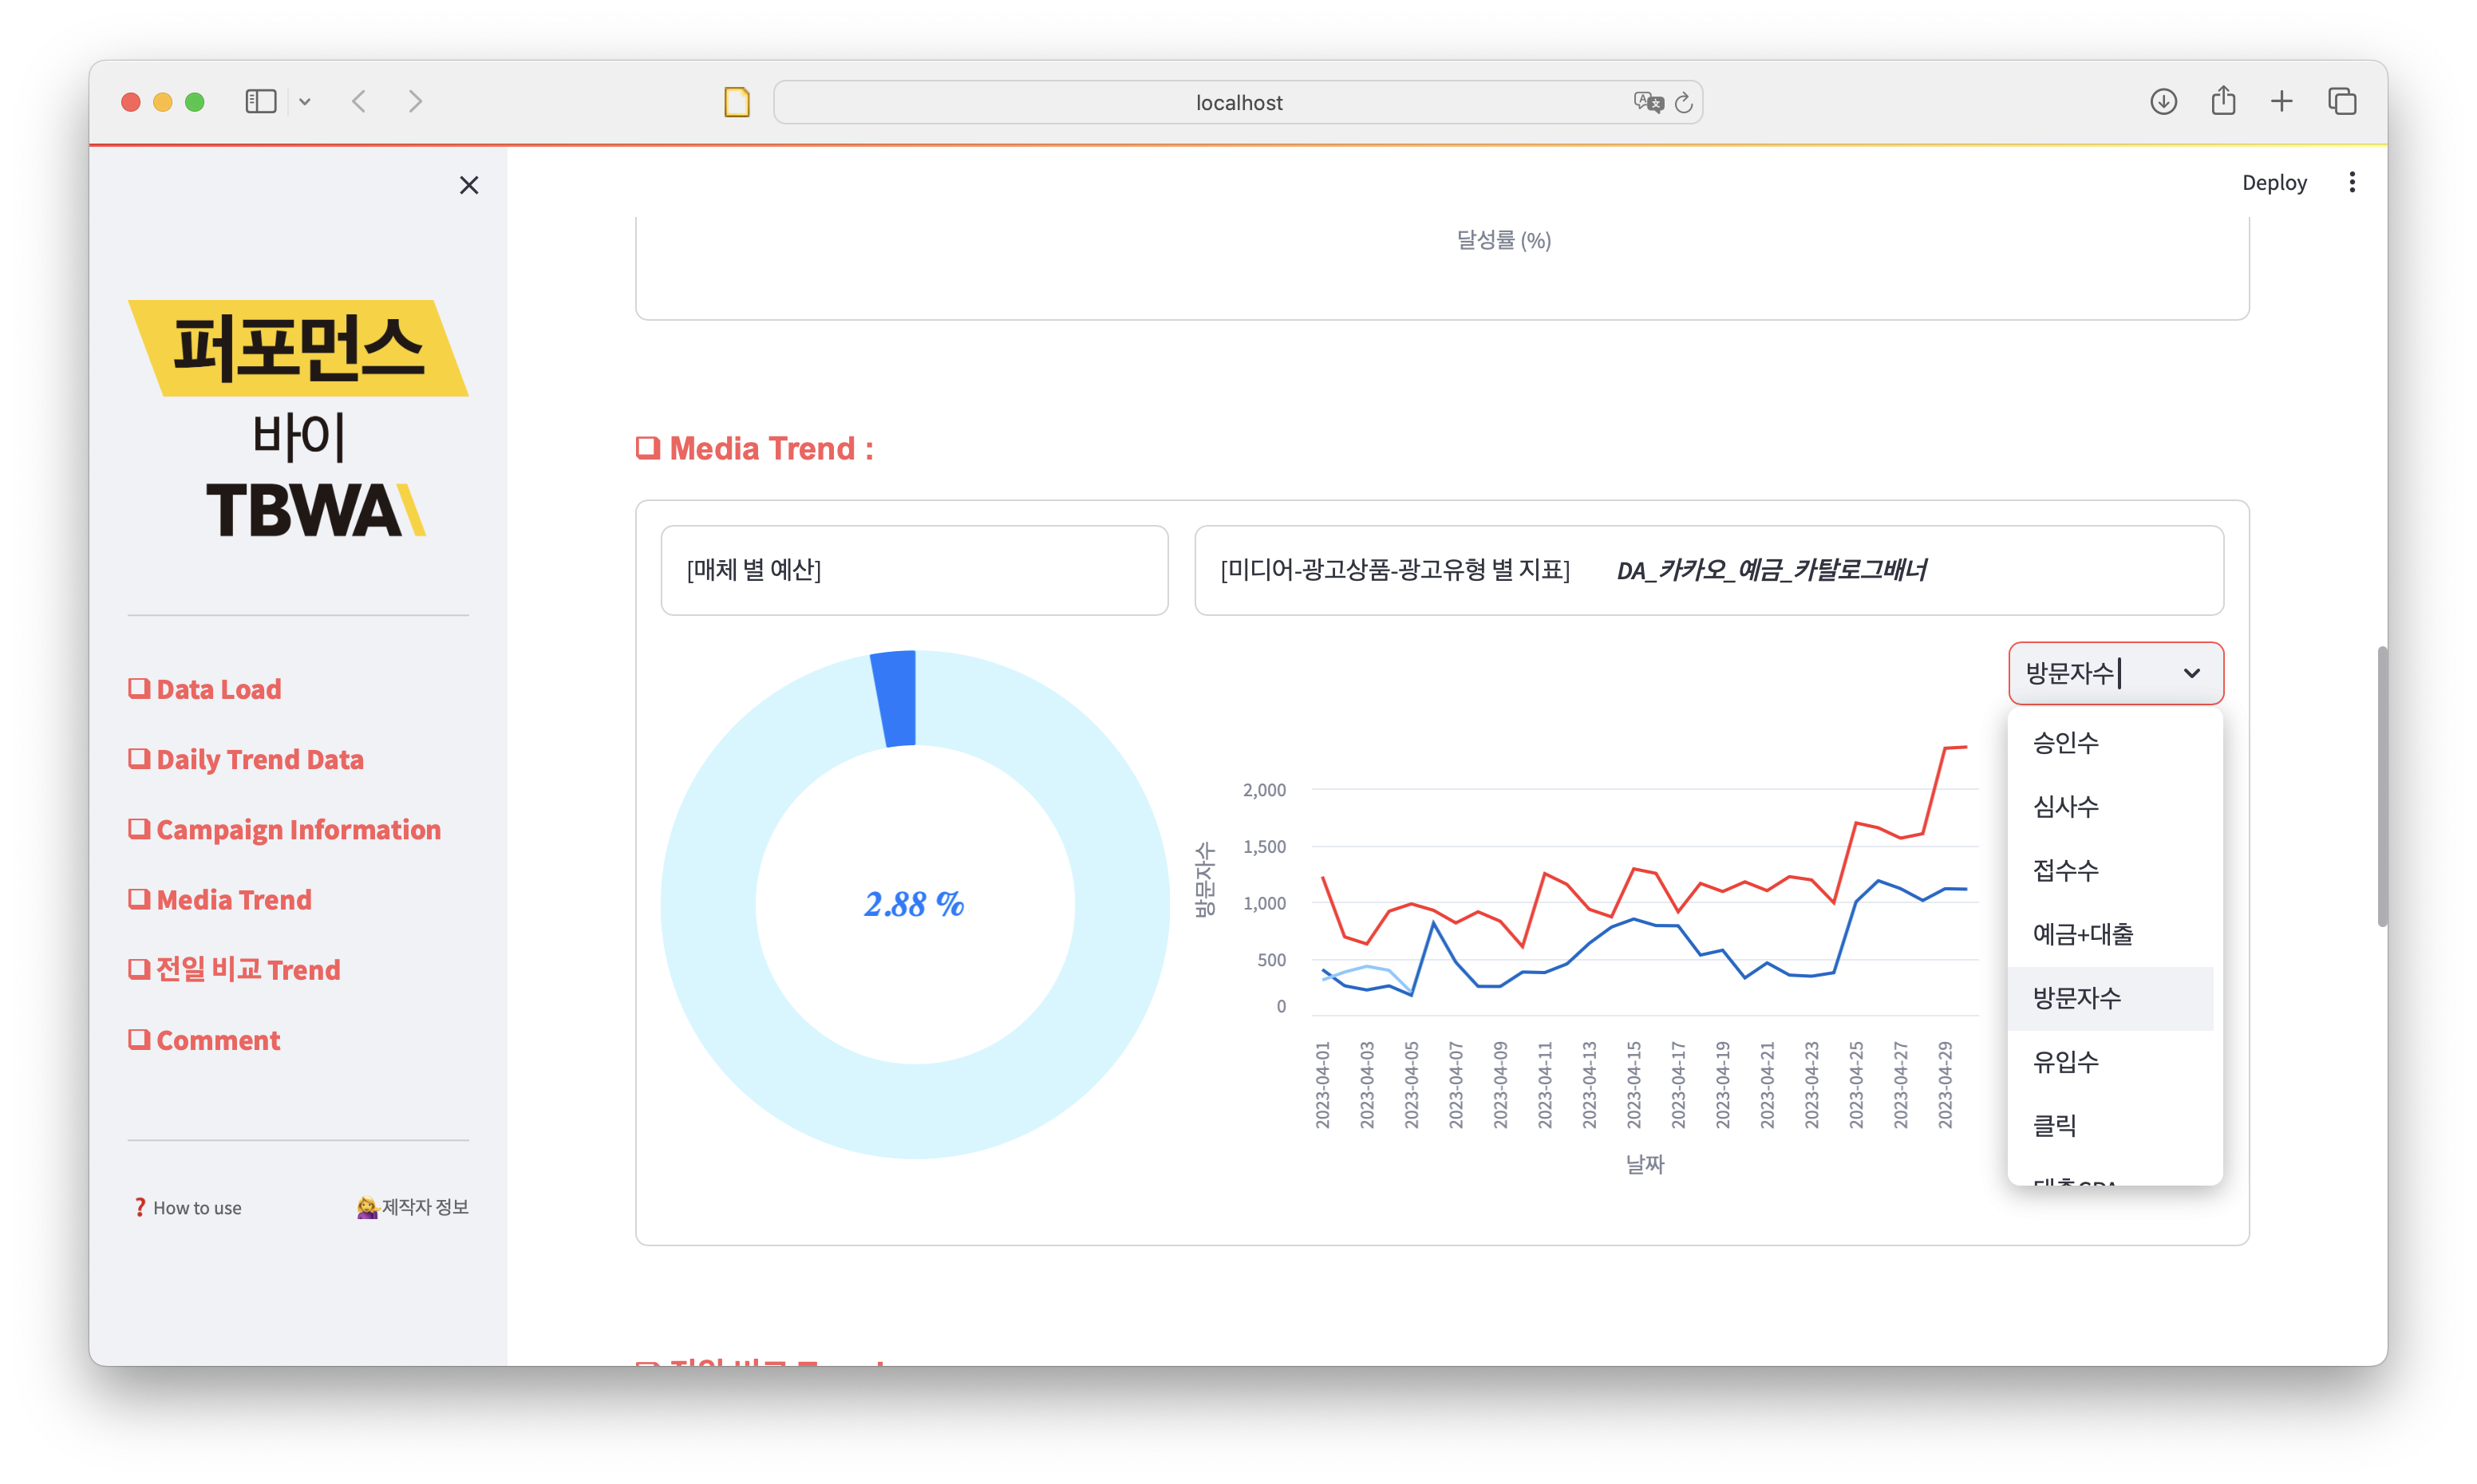 localhost
Deploy
퍼포먼스
바이
TBWA\
Data Load
Daily Trend Data
Campaign Information
Media Trend
전일 비교 Trend
Comment
How to use
제작자 정보
달성률 (%)
Media Trend :
[매체 별 예산]
[미디어-광고상품-광고유형 별 지표] DA_카카오_예금_카탈로그배너
2.88 %
방문자수
2,000
1,500
1,000
500
0
2023-04-01
2023-04-03
2023-04-05
2023-04-07
2023-04-09
2023-04-11
2023-04-13
2023-04-15
2023-04-17
2023-04-19
2023-04-21
2023-04-23
2023-04-25
2023-04-27
2023-04-29
날짜
방문자수
승인수
심사수
접수수
예금+대출
방문자수
유입수
클릭